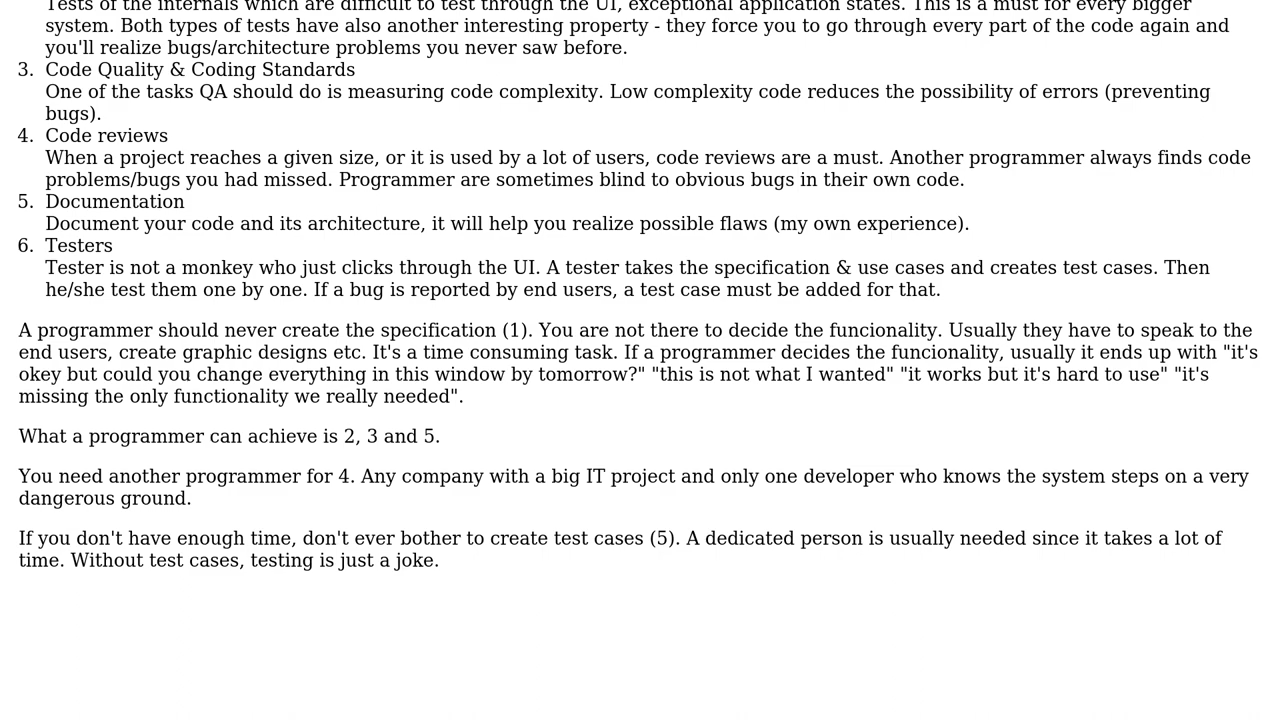 Tests of the internals which are difficult to test through the UI, exceptional application states. This is a must for every bigger
system. Both types of tests have also another interesting property - they force you to go through every part of the code again and
you'll realize bugs/architecture problems you never saw before.
3. Code Quality & Coding Standards
One of the tasks QA should do is measuring code complexity. Low complexity code reduces the possibility of errors (preventing
bugs).
4. Code reviews
When a project reaches a given size, or it is used by a lot of users, code reviews are a must. Another programmer always finds code
problems/bugs you had missed. Programmer are sometimes blind to obvious bugs in their own code.
5. Documentation
Document your code and its architecture, it will help you realize possible flaws (my own experience).
6. Testers
Tester is not a monkey who just clicks through the UI. A tester takes the specification & use cases and creates test cases. Then
he/she test them one by one. If a bug is reported by end users, a test case must be added for that.
A programmer should never create the specification (1). You are not there to decide the funcionality. Usually they have to speak to the
end users, create graphic designs etc. It's a time consuming task. If a programmer decides the funcionality, usually it ends up with "it's
okey but could you change everything in this window by tomorrow?" "this is not what I wanted" "it works but it's hard to use" "it's
missing the only functionality we really needed".
What a programmer can achieve is 2, 3 and 5.
You need another programmer for 4. Any company with a big IT project and only one developer who knows the system steps on a very
dangerous ground.
If you don't have enough time, don't ever bother to create test cases (5). A dedicated person is usually needed since it takes a lot of
time. Without test cases, testing is just a joke.